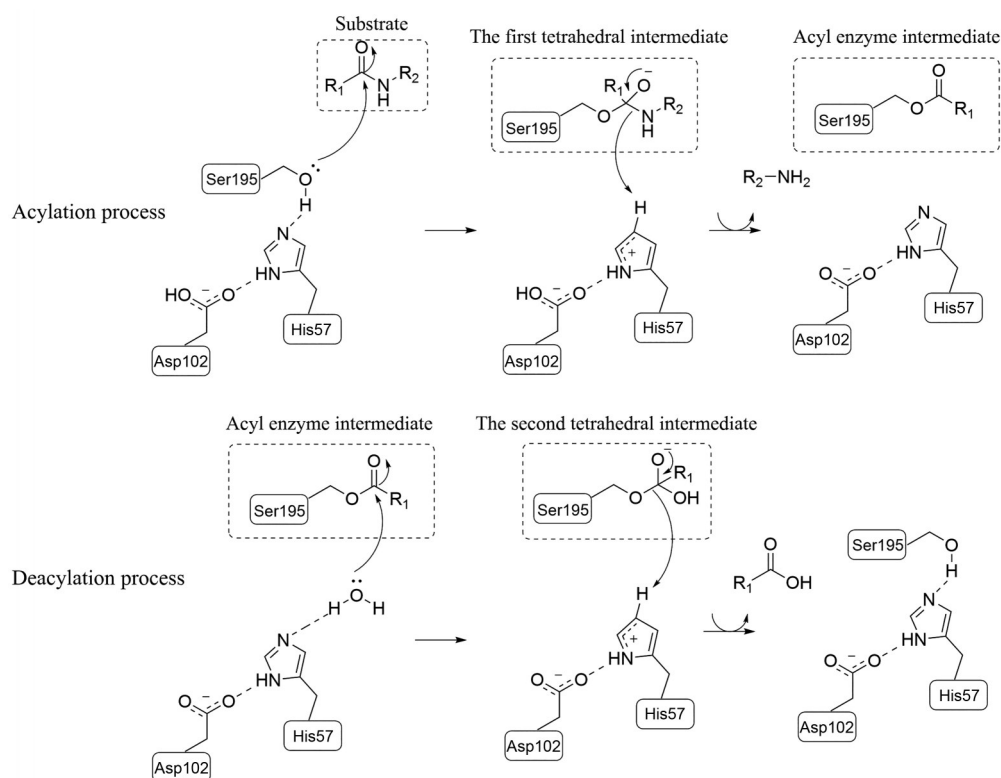 Substrate
The first tetrahedral intermediate
Acyl enzyme intermediate
O
R1
N
H
R2
R1
O−
O
N
H
R2
Ser195
O
O
R1
Ser195
Ser195
O
H
R2−NH2
Acylation process
N
HN
HO
−
O
His57
Asp102
H
+
HN
HO
−
O
His57
Asp102
N
HN
O
−
O
His57
Asp102
Acyl enzyme intermediate
The second tetrahedral intermediate
O
O
R1
Ser195
O−
R1
O
OH
Ser195
Ser195
O
H
O
R1
OH
Deacylation process
H
O
H
N
HN
O
−
O
His57
Asp102
H
+
HN
O
−
O
His57
Asp102
N
HN
O
−
O
His57
Asp102